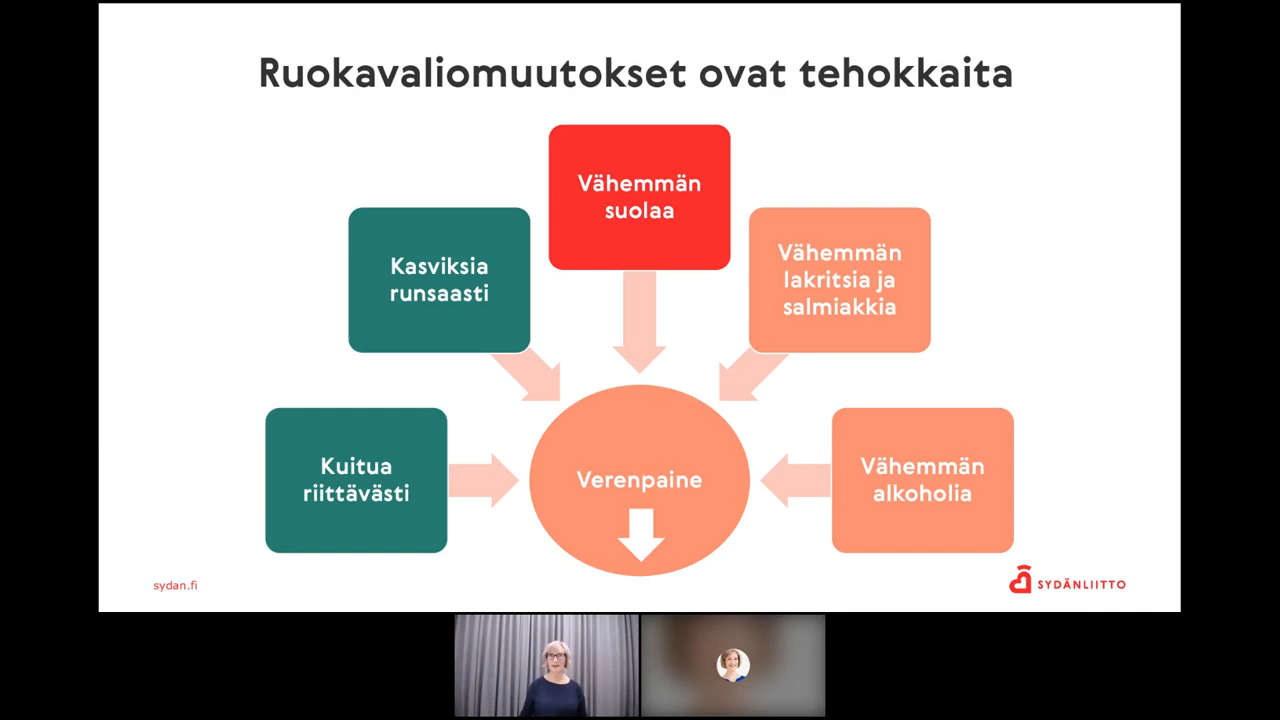 Ruokavaliomuutokset ovat tehokkaita
Vähemmän
suolaa
Kasviksia
runsaasti
Vähemmän
lakritsia ja
salmiakkia
Kuitua
riittävästi
Verenpaine
Vähemmän
alkoholia
sydan.fi
SYDÄNLIITTO